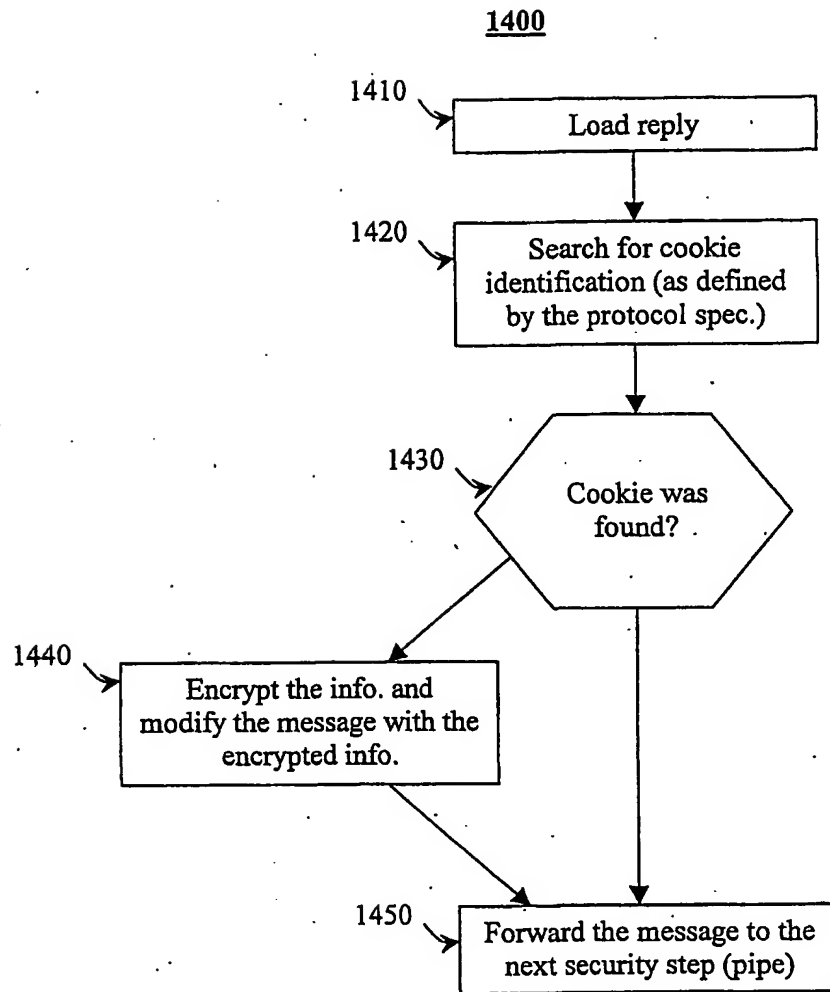 1400
1410
Load reply
1420
Search for cookie
identification (as defined
by the protocol spec.)
1430
Cookie was
found?
1440
Encrypt the info. and
modify the message with the
encrypted info.
1450
Forward the message to the
next security step (pipe)